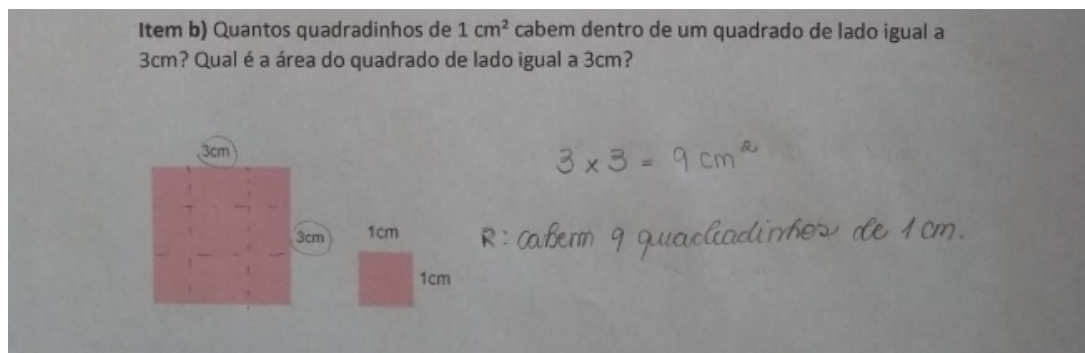 Item b) Quantos quadradinhos de 1 cm² cabem dentro de um quadrado de lado igual a
3cm? Qual é a área do quadrado de lado igual a 3cm?
3cm
3 x 3 = 9 cm²
3cm
1cm
R: cabem 9 quadradinhos de 1 cm.
1cm